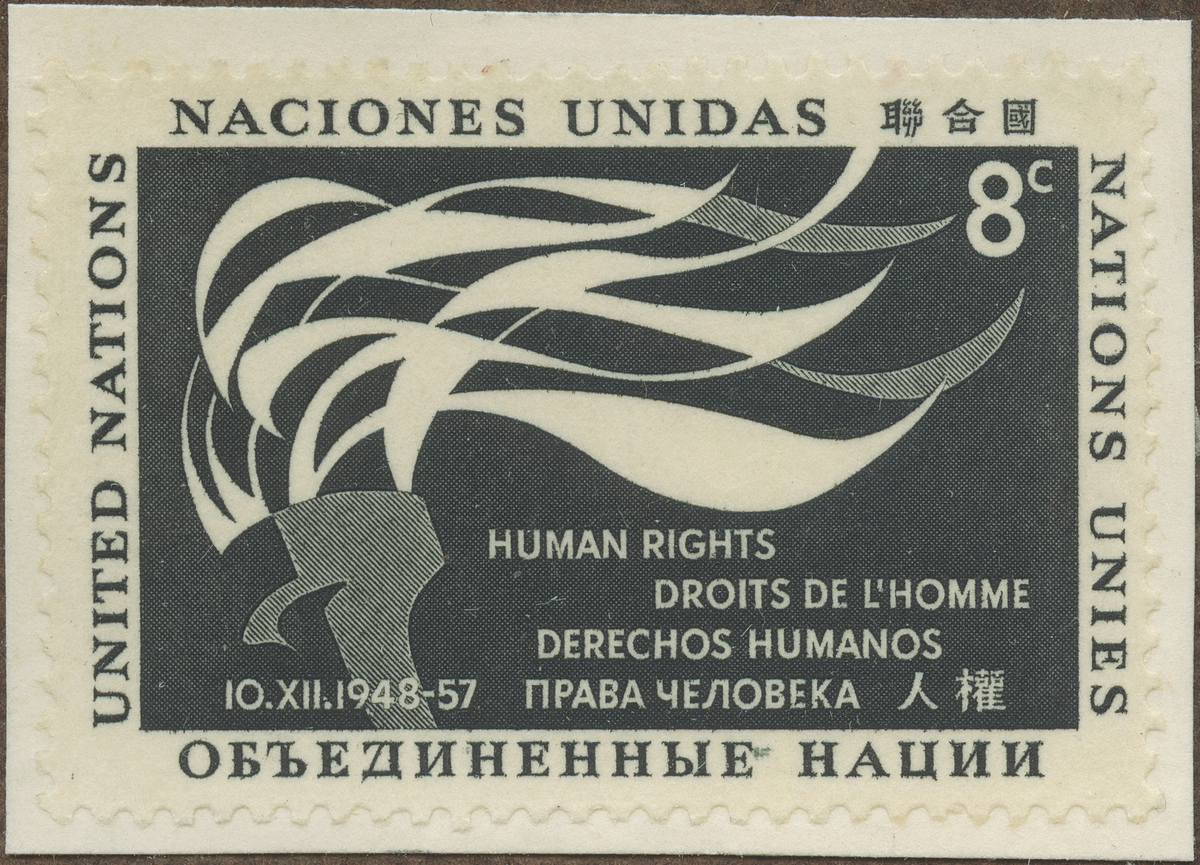 NACIONES UNIDAS 聯合國
UNITED NATIONS
8c
NATIONS UNIES
HUMAN RIGHTS
DROITS DE L'HOMME
DERECHOS HUMANOS
10.XII.1948-57 ПРАВА ЧЕЛОВЕКА 人權
ОБЪЕДИНЕННЫЕ НАЦИИ